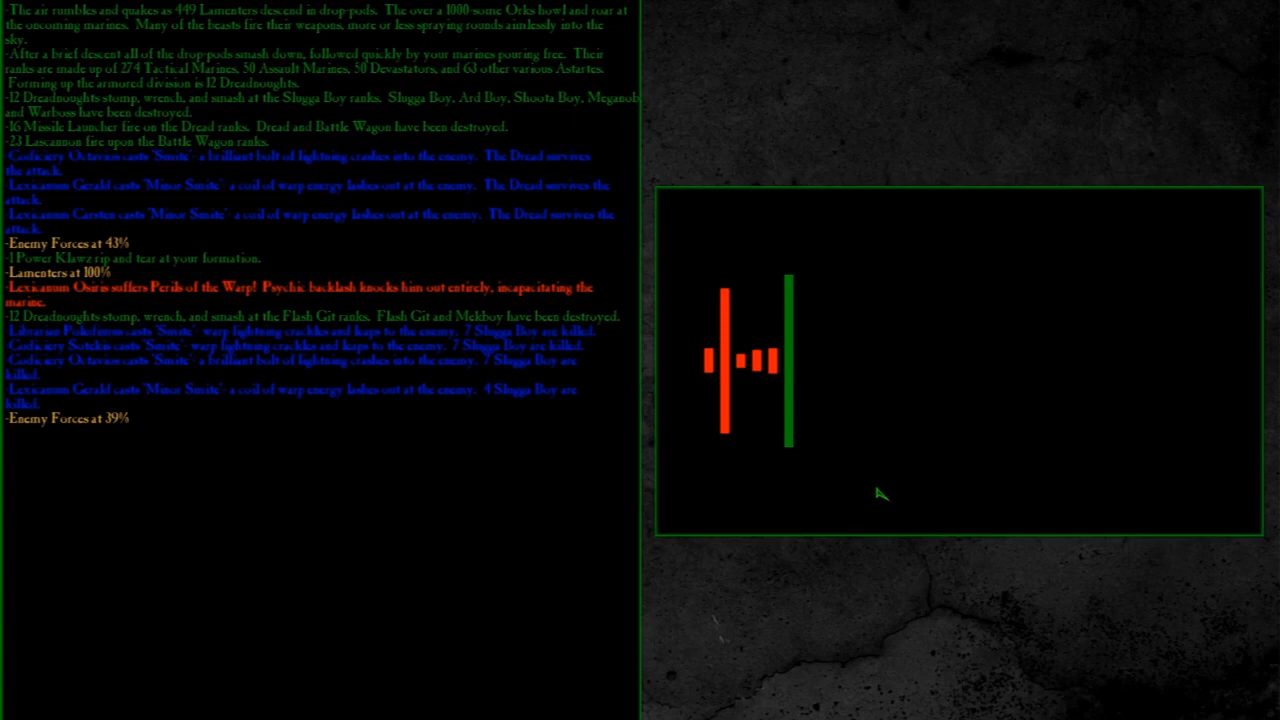 -The air rumbles and quakes as 449 Lamenters descend in drop-pods.  The over a 1000 some Orks howl and roar at
the oncoming marines.  Many of the beasts fire their weapons, more or less spraying rounds aimlessly into the
sky.
-After a brief descent all of the drop-pods smash down, followed quickly by your marines pouring free.  Their
ranks are made up of 274 Tactical Marines, 50 Assault Marines, 50 Devastators, and 63 other various Astartes.
Forming up the armored division is 12 Dreadnoughts.
-12 Dreadnoughts stomp, wrench, and smash at the Slugga Boy ranks.  Slugga Boy, Ard Boy, Shoota Boy, Meganob
and Warboss have been destroyed.
-16 Missile Launcher fire on the Dread ranks.  Dread and Battle Wagon have been destroyed.
-23 Lascannon fire upon the Battle Wagon ranks.
-Codiciery Octavios casts 'Smite'- a brilliant bolt of lightning crashes into the enemy.  The Dread survives
the attack.
-Lexicanum Gerald casts 'Minor Smite'- a coil of warp energy lashes out at the enemy.  The Dread survives the
attack.
-Lexicanum Carsten casts 'Minor Smite'- a coil of warp energy lashes out at the enemy.  The Dread survives the
attack.
-Enemy Forces at 43%
-1 Power Klawz rip and tear at your formation.
-Lamenters at 100%
-Lexicanum Osiris suffers Perils of the Warp!  Psychic backlash knocks him out entirely, incapacitating the
marine.
-12 Dreadnoughts stomp, wrench, and smash at the Flash Git ranks.  Flash Git and Mekboy have been destroyed.
-Librarian casts 'Smite'- warp lightning crackles and leaps to the enemy.  7 Slugga Boy are killed.
-Codiciery casts 'Smite'- warp lightning crackles and leaps to the enemy.  7 Slugga Boy are killed.
-Codiciery Octavios casts 'Smite'- a brilliant bolt of lightning crashes into the enemy.  7 Slugga Boy are
killed.
-Lexicanum Gerald casts 'Minor Smite'- a coil of warp energy lashes out at the enemy.  4 Slugga Boy are
killed.
-Enemy Forces at 39%